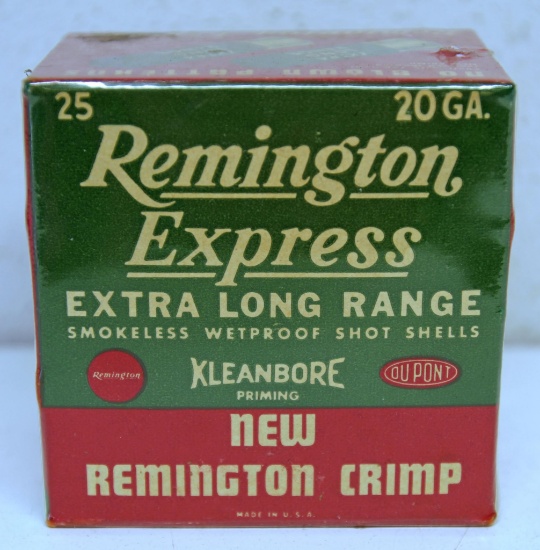 25 20 GA.
Remington
Express
EXTRA LONG RANGE
SMOKELESS WETPROOF SHOT SHELLS
Remington KLEANBORE DU PONT
PRIMING
NEW
REMINGTON CRIMP
MADE IN U.S.A.